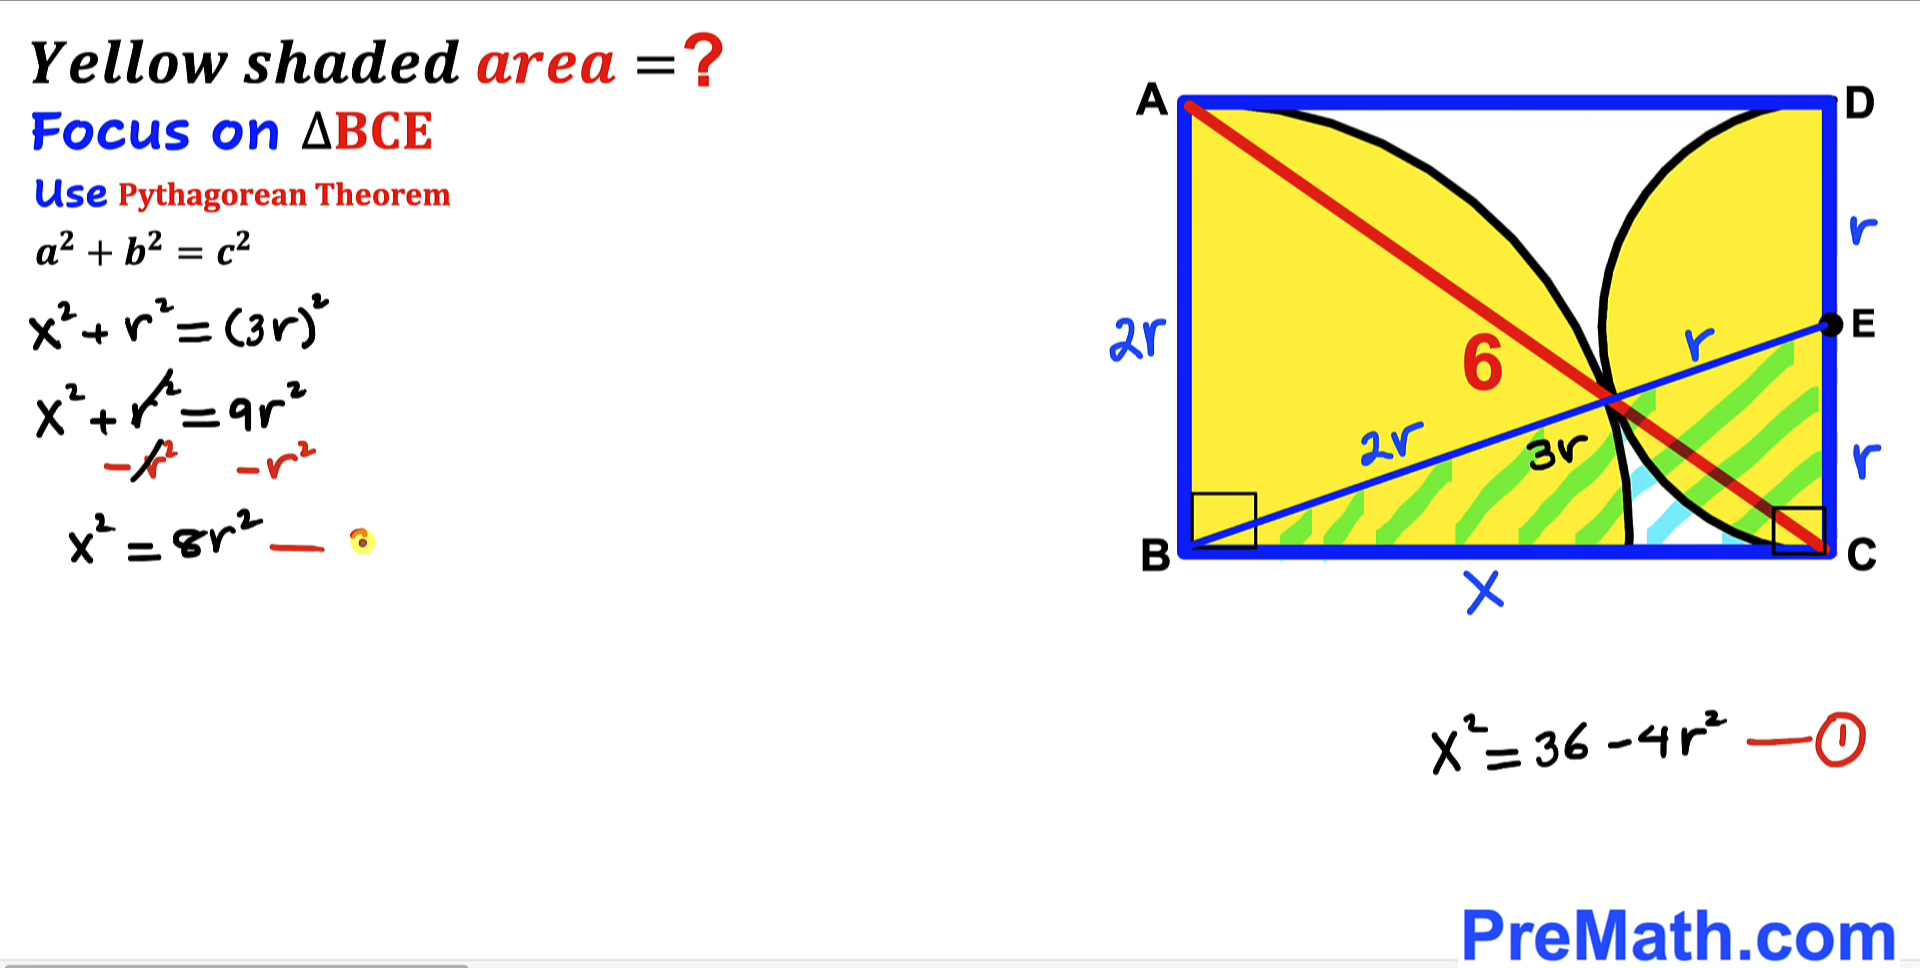 Yellow shaded area = ?
Focus on ΔBCE
Use Pythagorean Theorem
a² + b² = c²
x² + r² = (3r)²
x² + r² = 9r²
-r² -r²
x² = 8r² —
A
D
r
2r
6
r
E
2r
3r
r
B
C
x
x² = 36 - 4r² — ①
PreMath.com